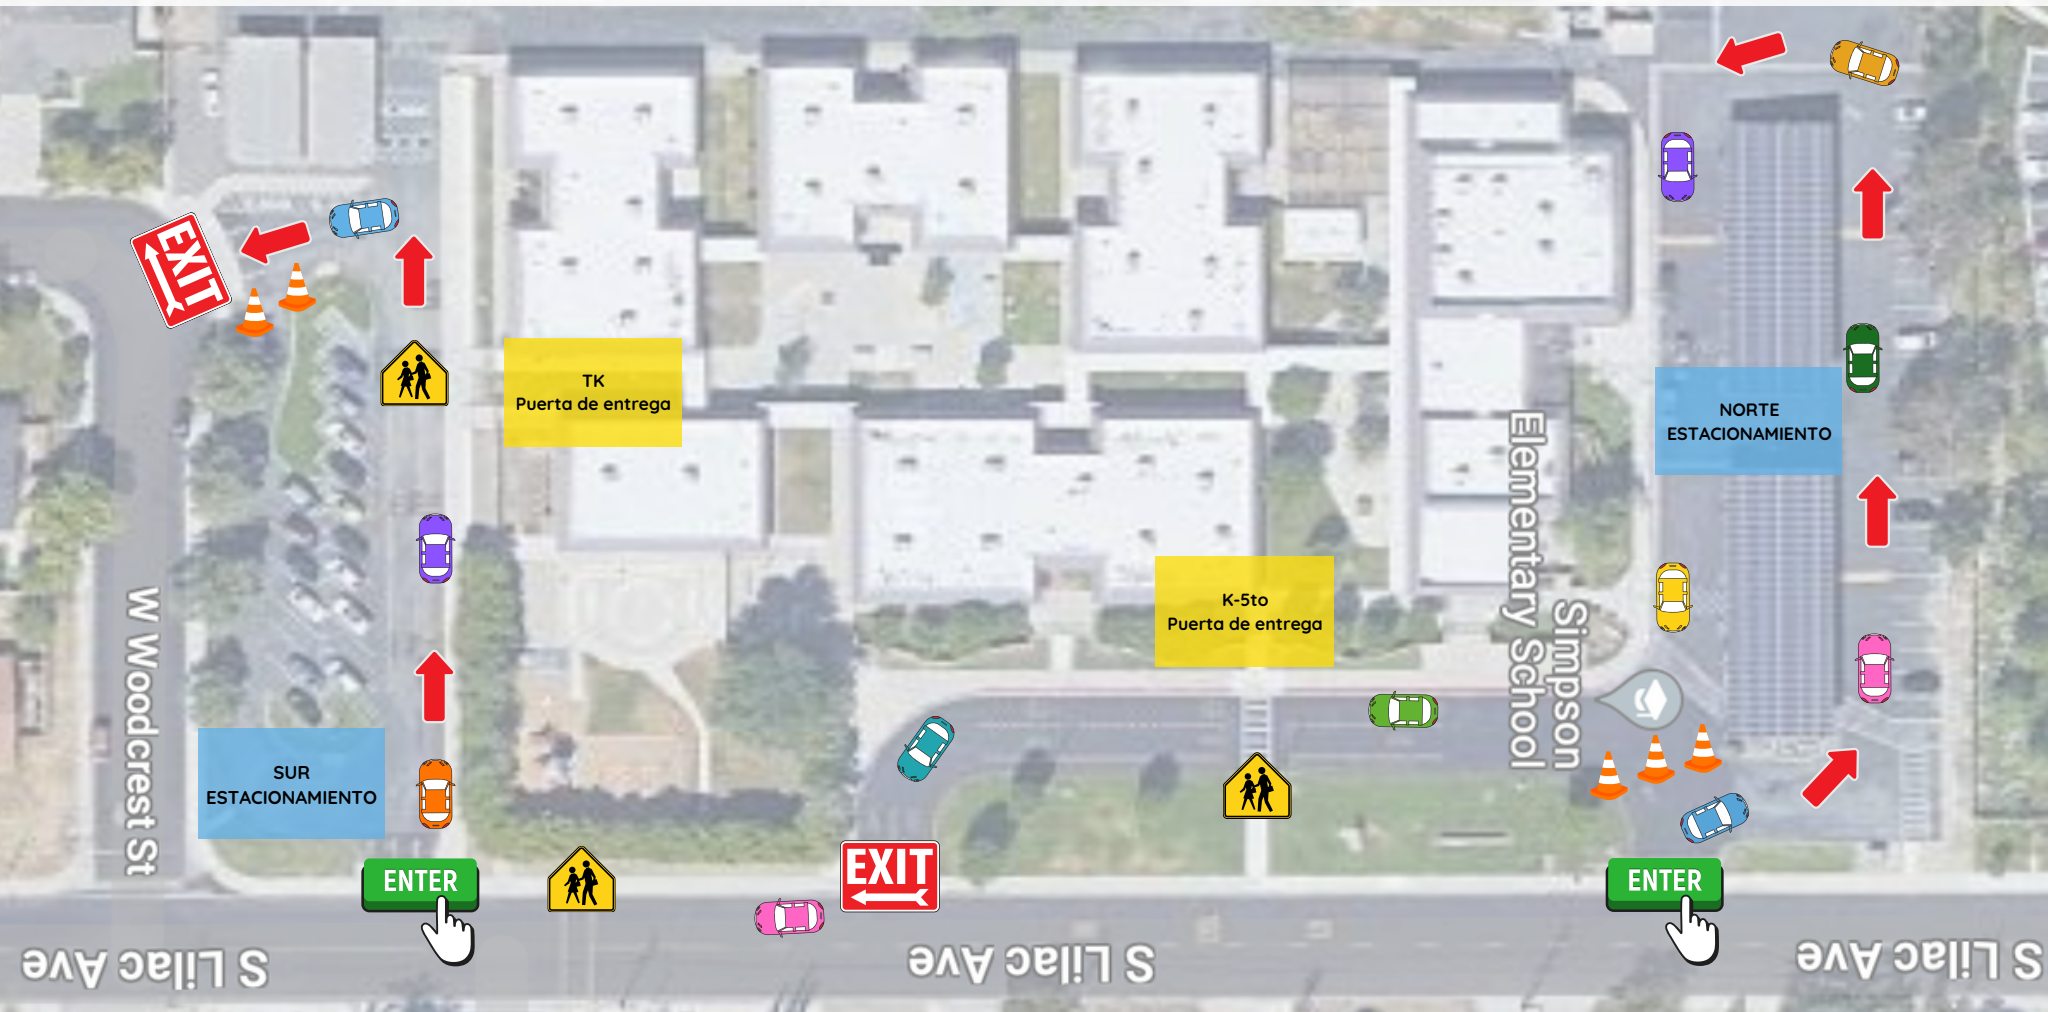 EXIT
TK
Puerta de entrega
NORTE
ESTACIONAMIENTO
Simpson
Elementary School
K-5to
Puerta de entrega
W Woodcrest St
SUR
ESTACIONAMIENTO
ENTER
EXIT
ENTER
S Lilac Ave
S Lilac Ave
S Lilac Ave